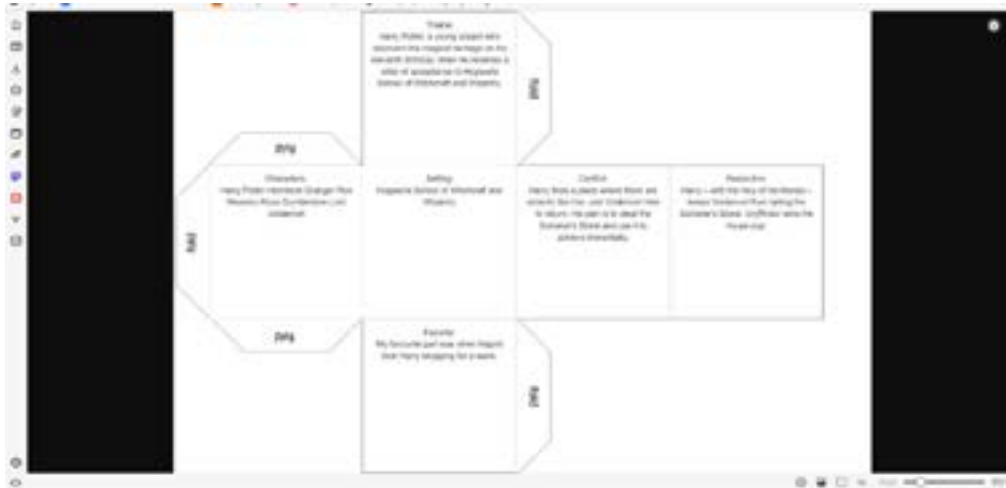 Theme
Harry Potter, a young wizard who
discovers his magical heritage on his
eleventh birthday, when he receives a
letter of acceptance to Hogwarts
School of Witchcraft and Wizardry.
Fold
Fold
Characters
Harry Potter Hermione Granger Ron
Weasley Albus Dumbledore Lord
Voldemort
Fold
Fold
Setting
Hogwarts School of Witchcraft and
Wizardry
Conflict
Harry finds a place where there are
others like him. Lord Voldemort tries
to return. His plan is to steal the
Sorcerer's Stone and use it to
achieve immortality.
Resolution
Harry – with the help of Hermione –
keeps Voldemort from taking the
Sorcerer's Stone. Gryffindor wins the
House cup.
Favorite
My favourite part was when Hagrid
took Harry shopping for a wand.
Fold